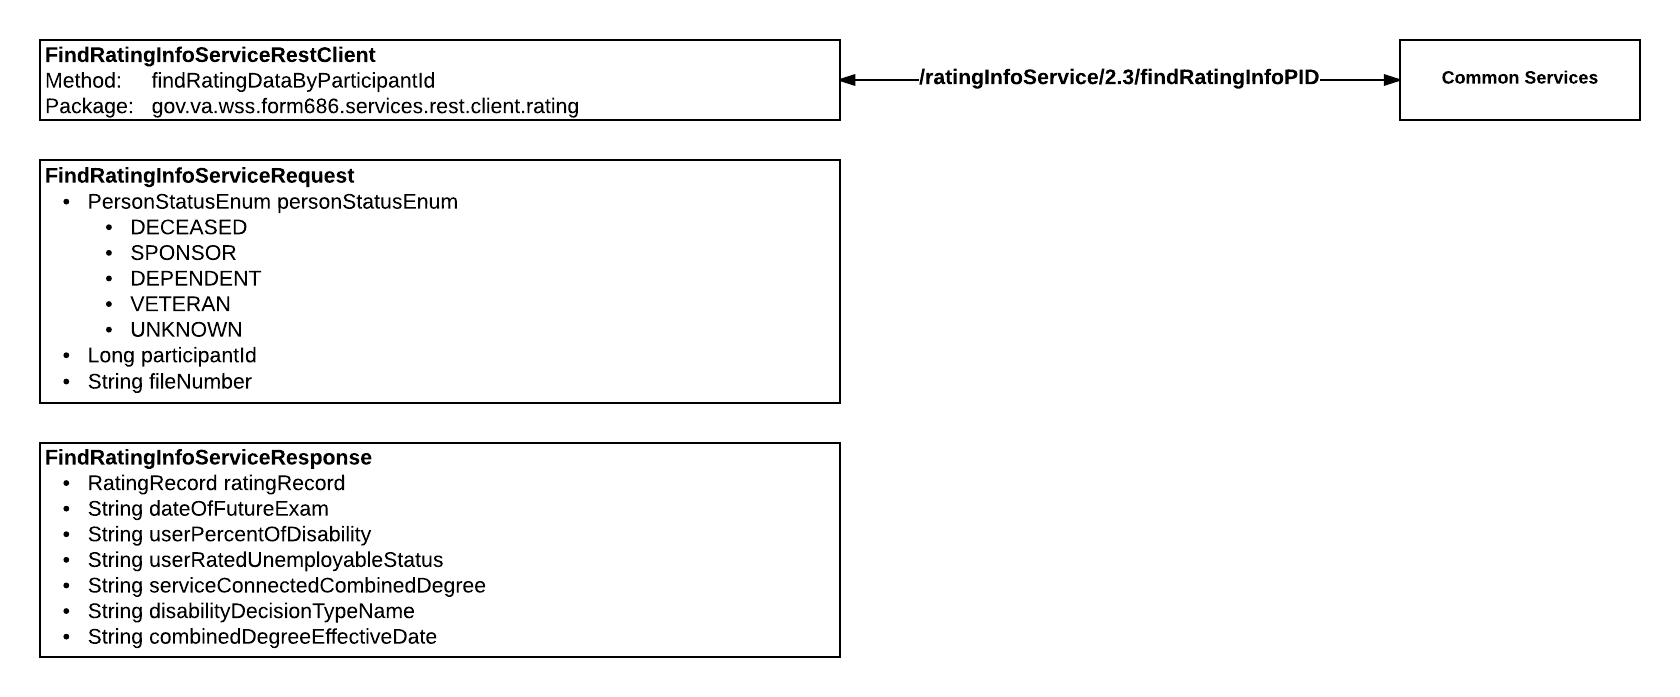 FindRatingInfoServiceRestClient
Method: findRatingDataByParticipantId
Package: gov.va.wss.form686.services.rest.client.rating
/ratingInfoService/2.3/findRatingInfoPID
Common Services
FindRatingInfoServiceRequest
• PersonStatusEnum personStatusEnum
• DECEASED
• SPONSOR
• DEPENDENT
• VETERAN
• UNKNOWN
• Long participantId
• String fileNumber
FindRatingInfoServiceResponse
• RatingRecord ratingRecord
• String dateOfFutureExam
• String userPercentOfDisability
• String userRatedUnemployableStatus
• String serviceConnectedCombinedDegree
• String disabilityDecisionTypeName
• String combinedDegreeEffectiveDate